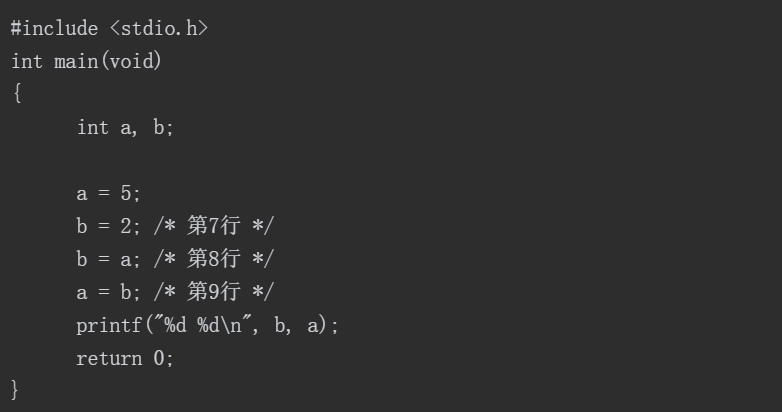 #include <stdio.h>
int main(void)
{
int a, b;
a = 5;
b = 2; /* 第7行 */
b = a; /* 第8行 */
a = b; /* 第9行 */
printf("%d %d\n", b, a);
return 0;
}